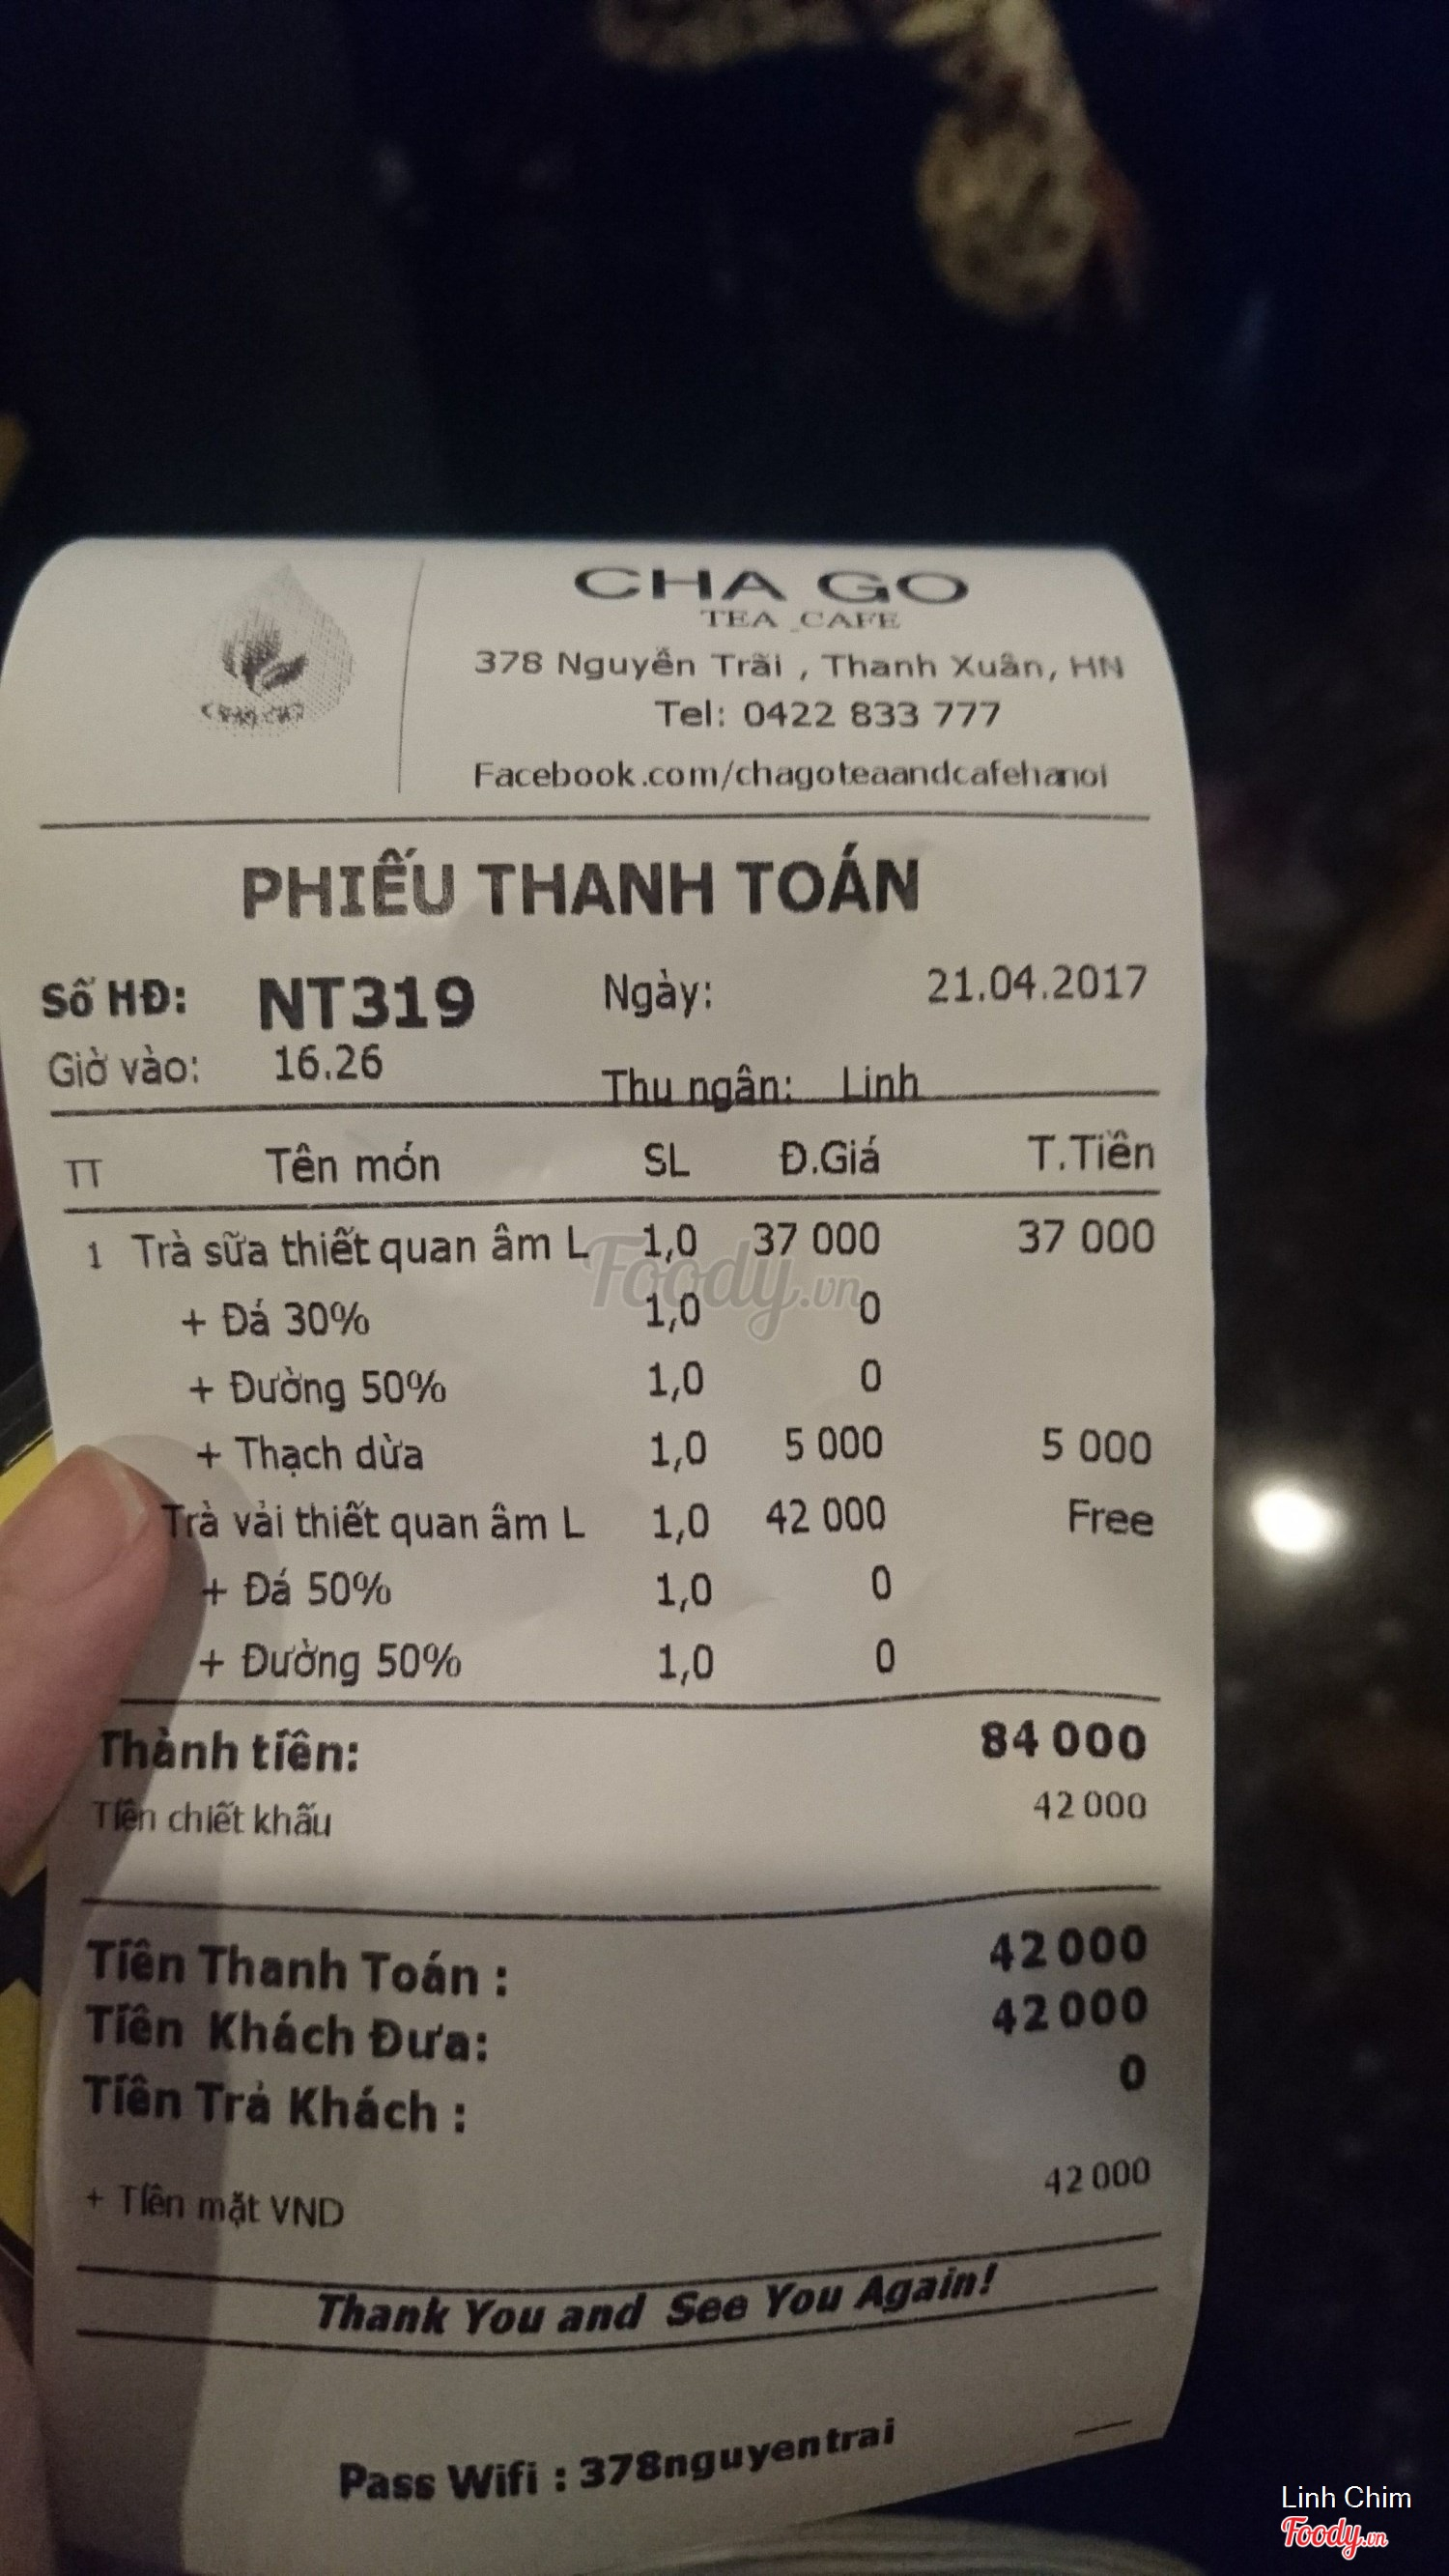 CHA GO
TEA CAFE
378 Nguyễn Trãi , Thanh Xuân, HN
Tel: 0422 833 777
Facebook.com/chagoteaandcafehanoi
PHIẾU THANH TOÁN
Số HĐ: NT319 Ngày: 21.04.2017
Giờ vào: 16.26 Thu ngân: Linh
TT Tên món SL Đ.Giá T.Tiền
1 Trà sữa thiết quan âm L 1,0 37 000 37 000
+ Đá 30% 1,0 0
+ Đường 50% 1,0 0
+ Thạch dừa 1,0 5 000 5 000
Trà vải thiết quan âm L 1,0 42 000 Free
+ Đá 50% 1,0 0
+ Đường 50% 1,0 0
Thành tiền: 84 000
Tiền chiết khấu 42 000
Tiền Thanh Toán : 42 000
Tiền Khách Đưa: 42 000
Tiền Trả Khách : 0
+ Tiền mặt VND 42 000
Thank You and See You Again!
Pass Wifi : 378nguyentrai
Foody.vn
Linh Chim
Foody.vn